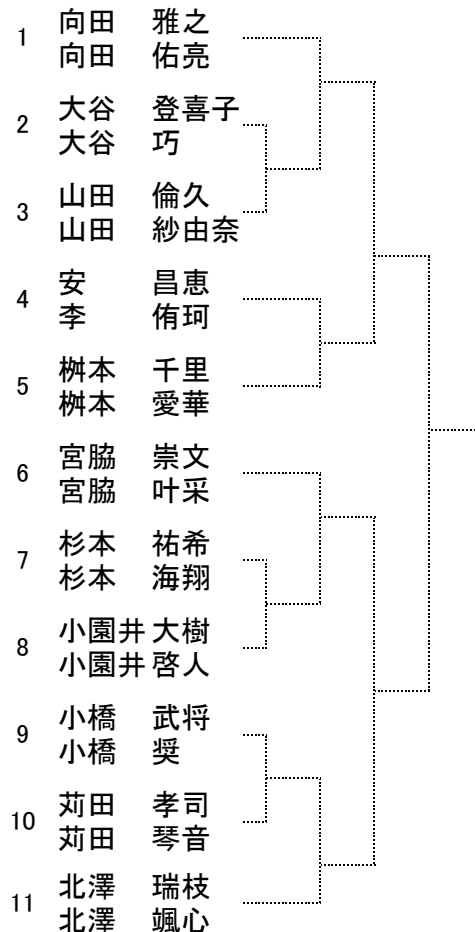 1 向田 雅之
向田 佑亮
2 大谷 登喜子
大谷 巧
3 山田 倫久
山田 紗由奈
4 安 昌恵
李 侑珂
5 桝本 千里
桝本 愛華
6 宮脇 崇文
宮脇 叶采
7 杉本 祐希
杉本 海翔
8 小園井 大樹
小園井 啓人
9 小橋 武将
小橋 奨
10 苅田 孝司
苅田 琴音
11 北澤 瑞枝
北澤 颯心